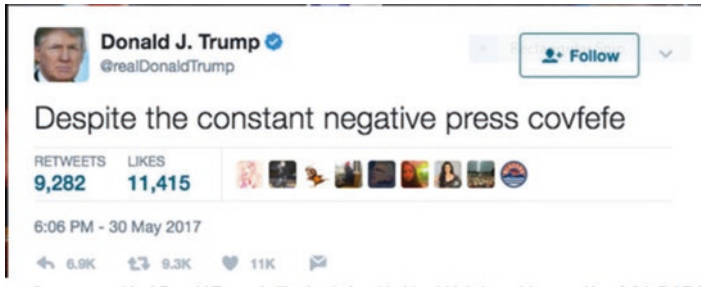 Donald J. Trump
@realDonaldTrump
Follow
Despite the constant negative press covfefe
RETWEETS LIKES
9,282 11,415
6:06 PM - 30 May 2017
6.9K 9.3K 11K